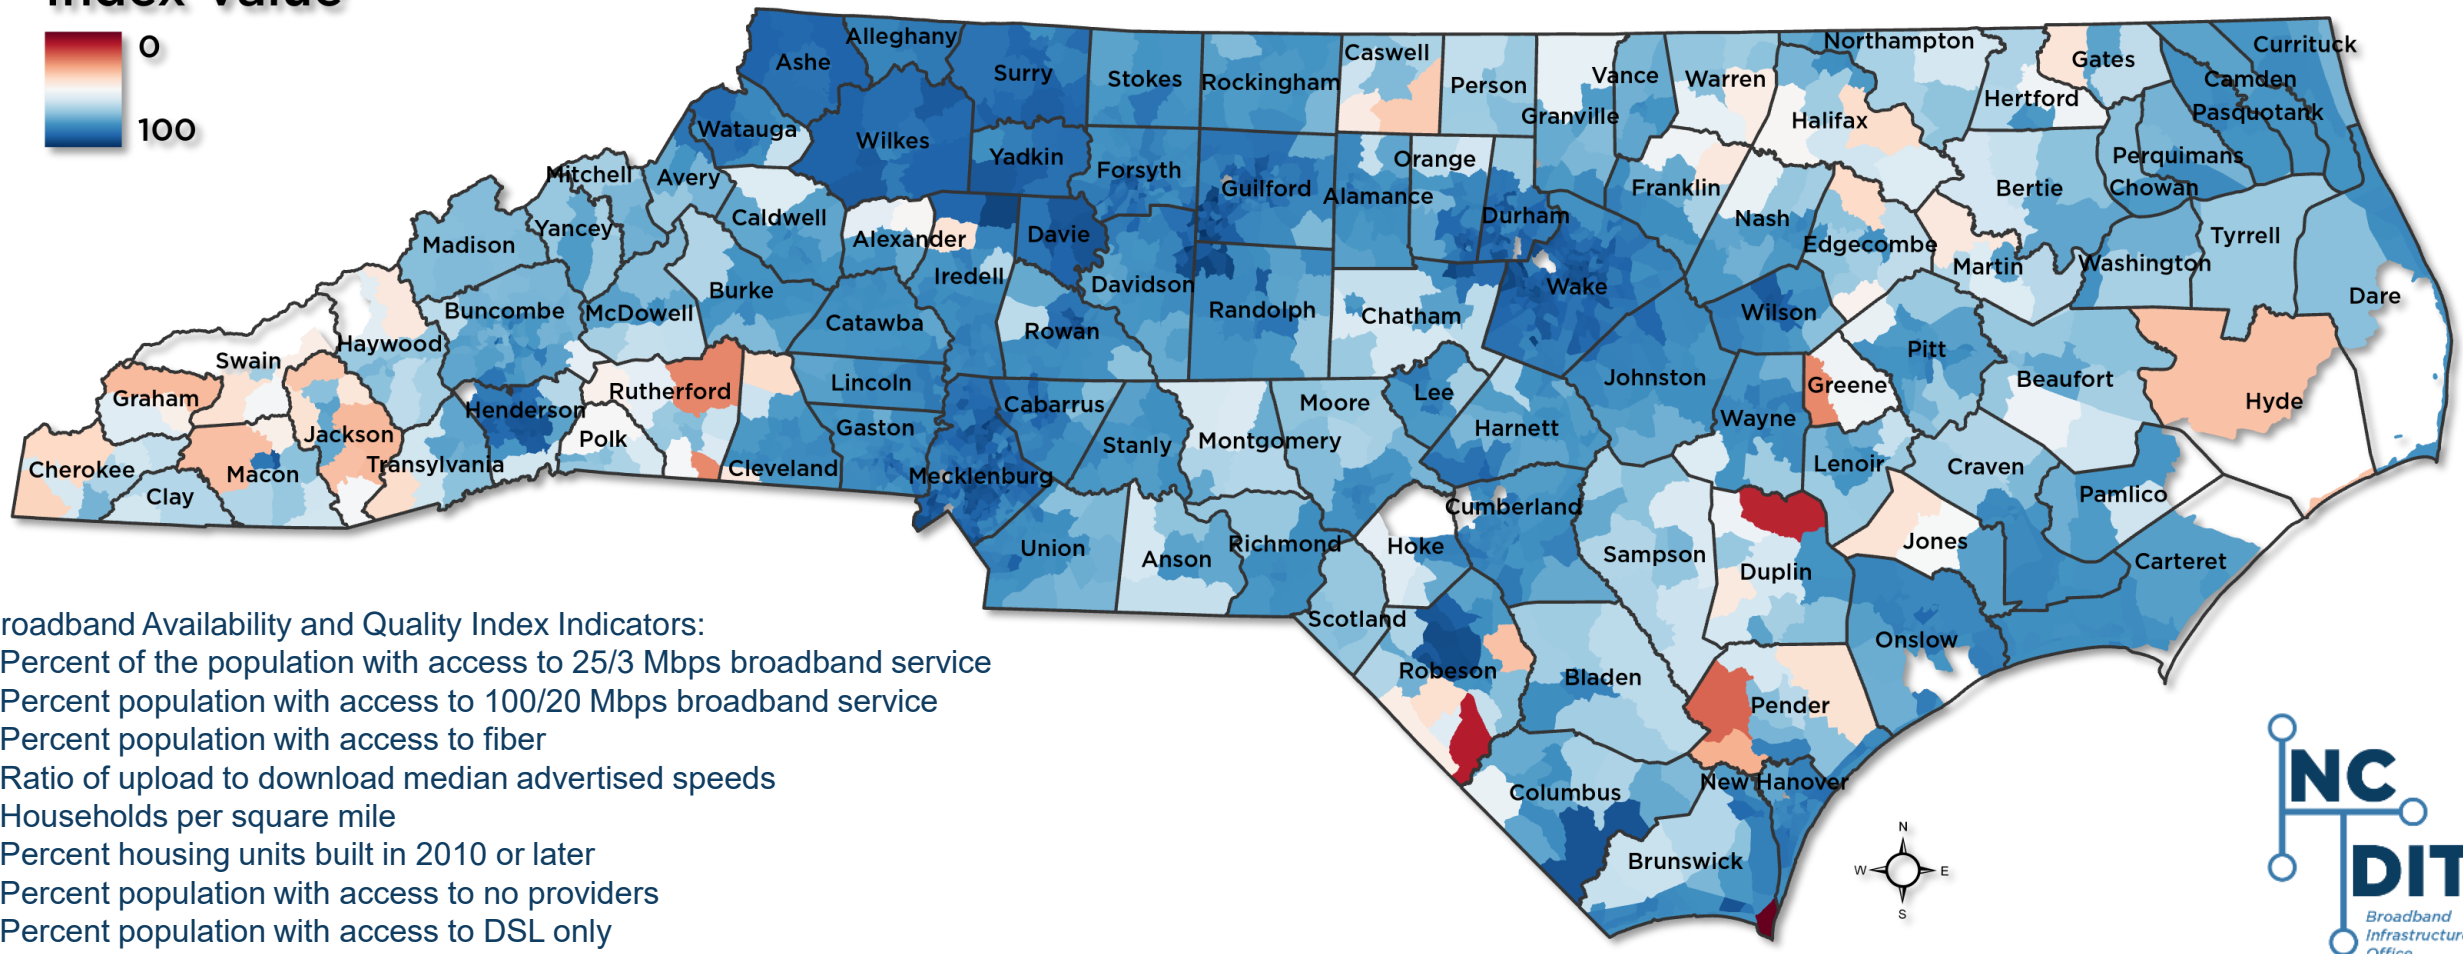 Index Value
0
100
Alleghany
Ashe
Surry
Stokes
Rockingham
Caswell
Person
Vance
Granville
Warren
Northampton
Gates
Currituck
Camden
Pasquotank
Hertford
Halifax
Watauga
Wilkes
Yadkin
Forsyth
Guilford
Orange
Alamance
Durham
Franklin
Nash
Edgecombe
Bertie
Perquimans
Chowan
Mitchell
Avery
Yancey
Madison
Caldwell
Alexander
Davie
Iredell
Davidson
Randolph
Chatham
Wake
Wilson
Martin
Washington
Tyrrell
Dare
Burke
McDowell
Buncombe
Haywood
Swain
Catawba
Rowan
Graham
Rutherford
Lincoln
Cabarrus
Stanly
Montgomery
Moore
Lee
Harnett
Johnston
Wayne
Greene
Pitt
Beaufort
Hyde
Henderson
Polk
Jackson
Cherokee
Macon
Transylvania
Clay
Cleveland
Gaston
Mecklenburg
Lenoir
Craven
Pamlico
Cumberland
Union
Anson
Richmond
Hoke
Sampson
Duplin
Jones
Carteret
Scotland
Onslow
Robeson
Bladen
Pender
New Hanover
Columbus
Brunswick
roadband Availability and Quality Index Indicators:
Percent of the population with access to 25/3 Mbps broadband service
Percent population with access to 100/20 Mbps broadband service
Percent population with access to fiber
Ratio of upload to download median advertised speeds
Households per square mile
Percent housing units built in 2010 or later
Percent population with access to no providers
Percent population with access to DSL only
N
W E
S
NC
DIT
Broadband
Infrastructure
Office